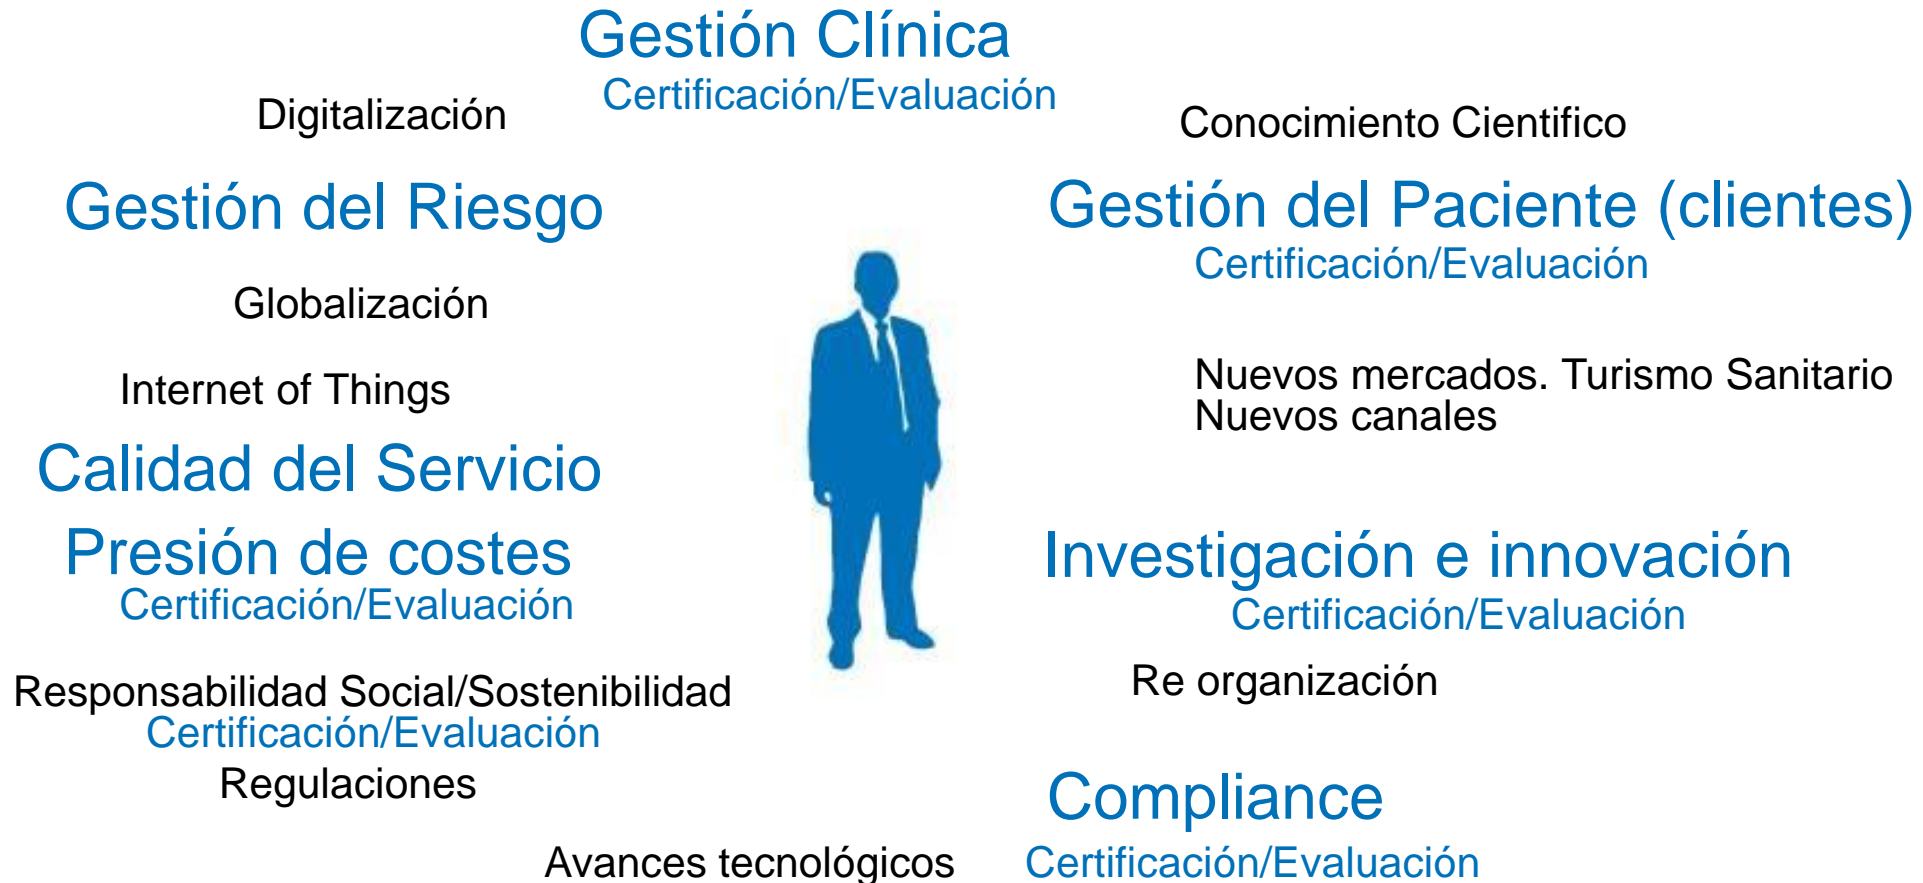 Gestión Clínica
Certificación/Evaluación
Digitalización
Conocimiento Cientifico
Gestión del Riesgo
Gestión del Paciente (clientes)
Certificación/Evaluación
Globalización
Internet of Things
Nuevos mercados. Turismo Sanitario
Nuevos canales
Calidad del Servicio
Presión de costes
Certificación/Evaluación
Investigación e innovación
Certificación/Evaluación
Responsabilidad Social/Sostenibilidad
Certificación/Evaluación
Re organización
Regulaciones
Compliance
Certificación/Evaluación
Avances tecnológicos